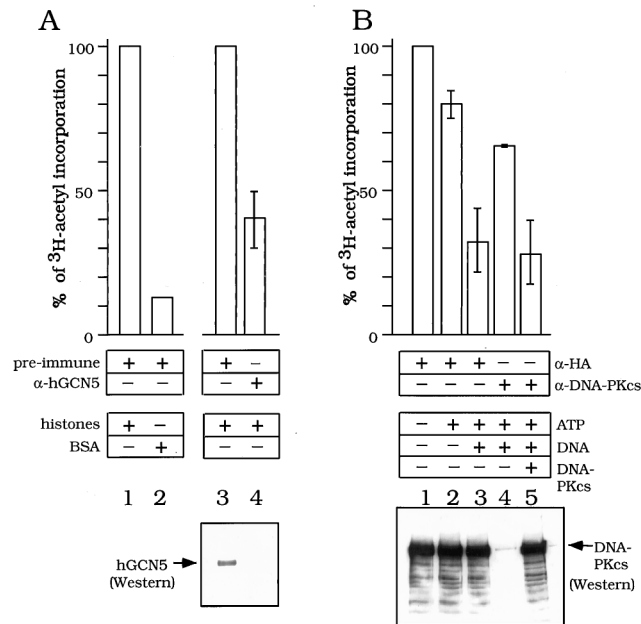 A
% of ³H-acetyl incorporation
100
50
0
pre-immune + + + –
α-hGCN5 – – – +
histones + – + +
BSA – + – –
1 2 3 4
hGCN5
(Western)
B
% of ³H-acetyl incorporation
100
50
0
+ + + – – α-HA
– – – + + α-DNA-PKcs
– + + + + ATP
– – + + + DNA
– – – – + DNA-
PKcs
1 2 3 4 5
DNA-
PKcs
(Western)